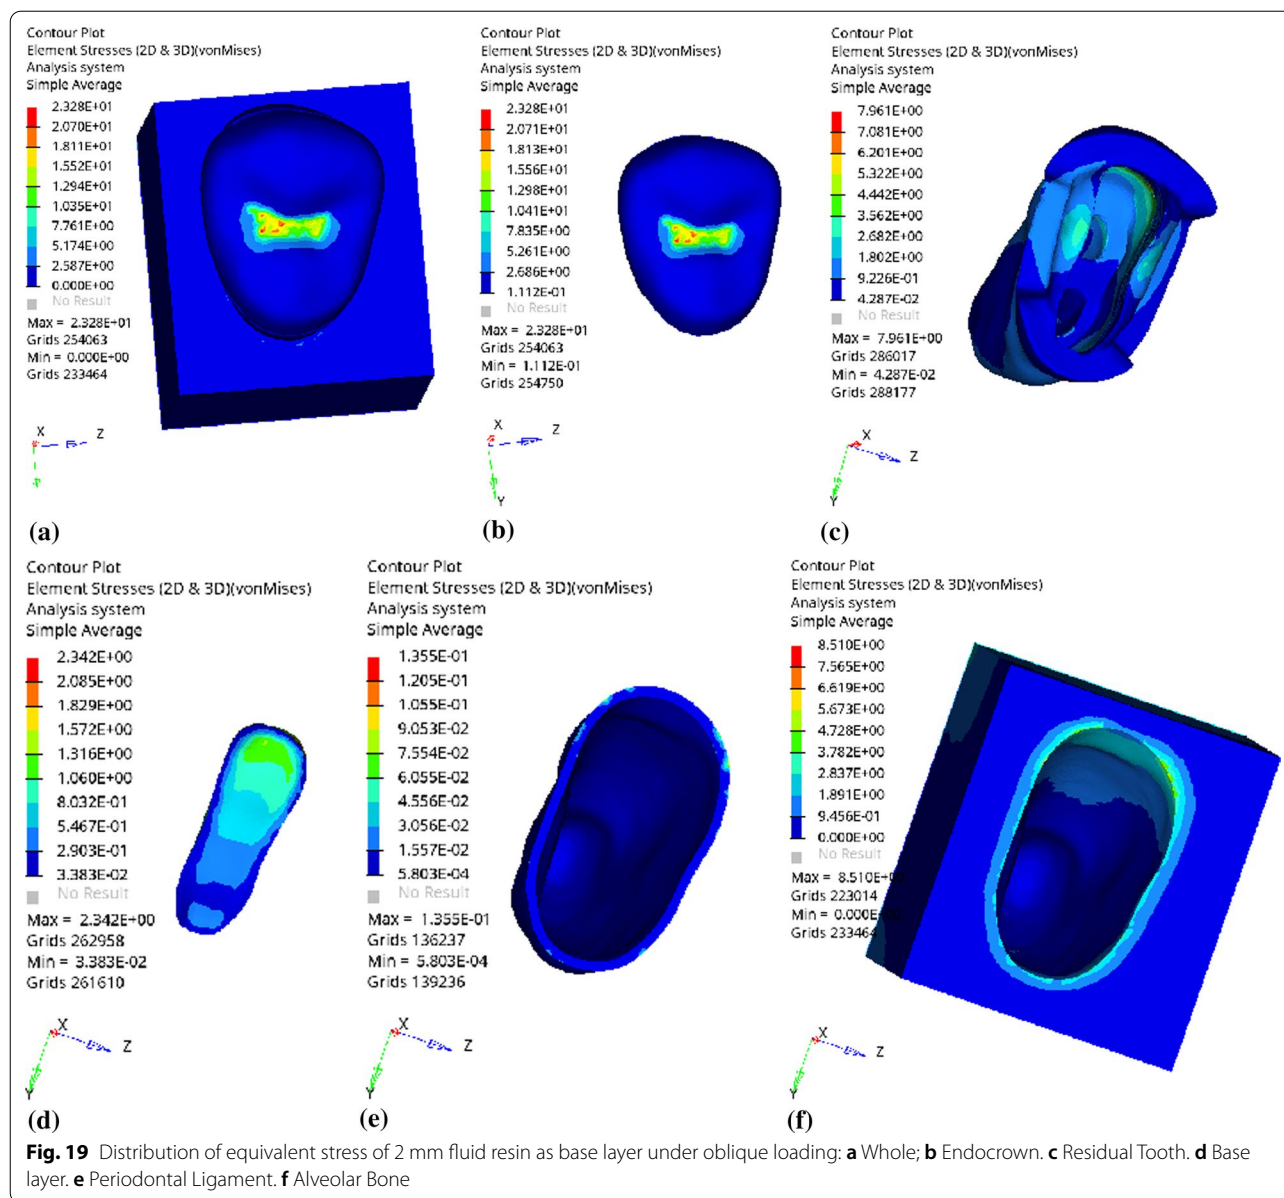 Contour Plot
Element Stresses (2D & 3D)(vonMises)
Analysis system
Simple Average
2.328E+01
2.070E+01
1.811E+01
1.552E+01
1.294E+01
1.035E+01
7.761E+00
5.174E+00
2.587E+00
0.000E+00
No Result
Max = 2.328E+01
Grids 254063
Min = 0.000E+00
Grids 233464
X
Z
(a)
Contour Plot
Element Stresses (2D & 3D)(vonMises)
Analysis system
Simple Average
2.328E+01
2.071E+01
1.813E+01
1.556E+01
1.298E+01
1.041E+01
7.835E+00
5.261E+00
2.686E+00
1.112E-01
No Result
Max = 2.328E+01
Grids 254063
Min = 1.112E-01
Grids 254750
X
Z
Y
(b)
Contour Plot
Element Stresses (2D & 3D)(vonMises)
Analysis system
Simple Average
7.961E+00
7.081E+00
6.201E+00
5.322E+00
4.442E+00
3.562E+00
2.682E+00
1.802E+00
9.226E-01
4.287E-02
No Result
Max = 7.961E+00
Grids 286017
Min = 4.287E-02
Grids 288177
X
Z
Y
(c)
Contour Plot
Element Stresses (2D & 3D)(vonMises)
Analysis system
Simple Average
2.342E+00
2.085E+00
1.829E+00
1.572E+00
1.316E+00
1.060E+00
8.032E-01
5.467E-01
2.903E-01
3.383E-02
No Result
Max = 2.342E+00
Grids 262958
Min = 3.383E-02
Grids 261610
X
Z
Y
(d)
Contour Plot
Element Stresses (2D & 3D)(vonMises)
Analysis system
Simple Average
1.355E-01
1.205E-01
1.055E-01
9.053E-02
7.554E-02
6.055E-02
4.556E-02
3.056E-02
1.557E-02
5.803E-04
No Result
Max = 1.355E-01
Grids 136237
Min = 5.803E-04
Grids 139236
X
Z
Y
(e)
Contour Plot
Element Stresses (2D & 3D)(vonMises)
Analysis system
Simple Average
8.510E+00
7.565E+00
6.619E+00
5.673E+00
4.728E+00
3.782E+00
2.837E+00
1.891E+00
9.456E-01
0.000E+00
No Result
Max = 8.510E+00
Grids 223014
Min = 0.000E+00
Grids 233464
X
Z
Y
(f)
Fig. 19 Distribution of equivalent stress of 2 mm fluid resin as base layer under oblique loading: a Whole; b Endocrown. c Residual Tooth. d Base
layer. e Periodontal Ligament. f Alveolar Bone